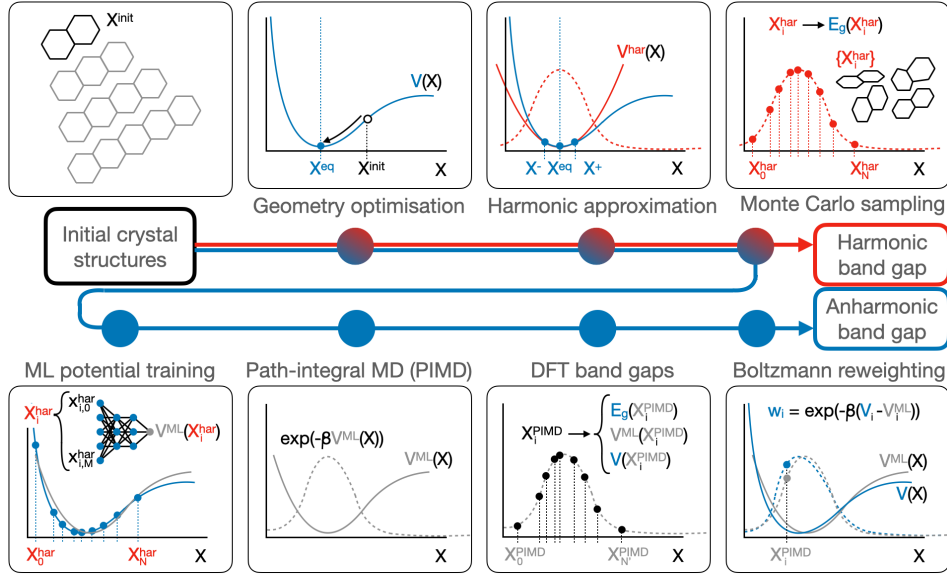 X^init
V(X)
X^eq X^init X
V^har(X)
X^- X^eq X^+ X
X_i^har → E_g(X_i^har)
{X_i^har}
X_0^har X_N^har X
Geometry optimisation
Harmonic approximation
Monte Carlo sampling
Initial crystal
structures
Harmonic
band gap
Anharmonic
band gap
ML potential training
Path-integral MD (PIMD)
DFT band gaps
Boltzmann reweighting
X_i^har
x_{i,0}^har
x_{i,M}^har
V^ML(X_i^har)
X_0^har X_N^har X
exp(-βV^ML(X))
V^ML(X)
X
X_i^PIMD →
E_g(X_i^PIMD)
V^ML(X_i^PIMD)
V(X_i^PIMD)
X_0^PIMD X_N'^PIMD X
w_i = exp(-β(V_i-V_i^ML))
V^ML(X)
V(X)
X_i^PIMD X